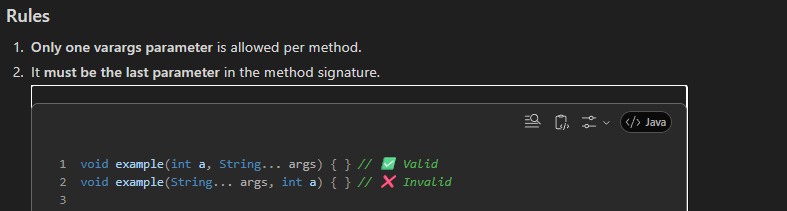 Rules
1. Only one varargs parameter is allowed per method.
2. It must be the last parameter in the method signature.
</> Java
1 void example(int a, String... args) { } // ✅ Valid
2 void example(String... args, int a) { } // ❌ Invalid
3